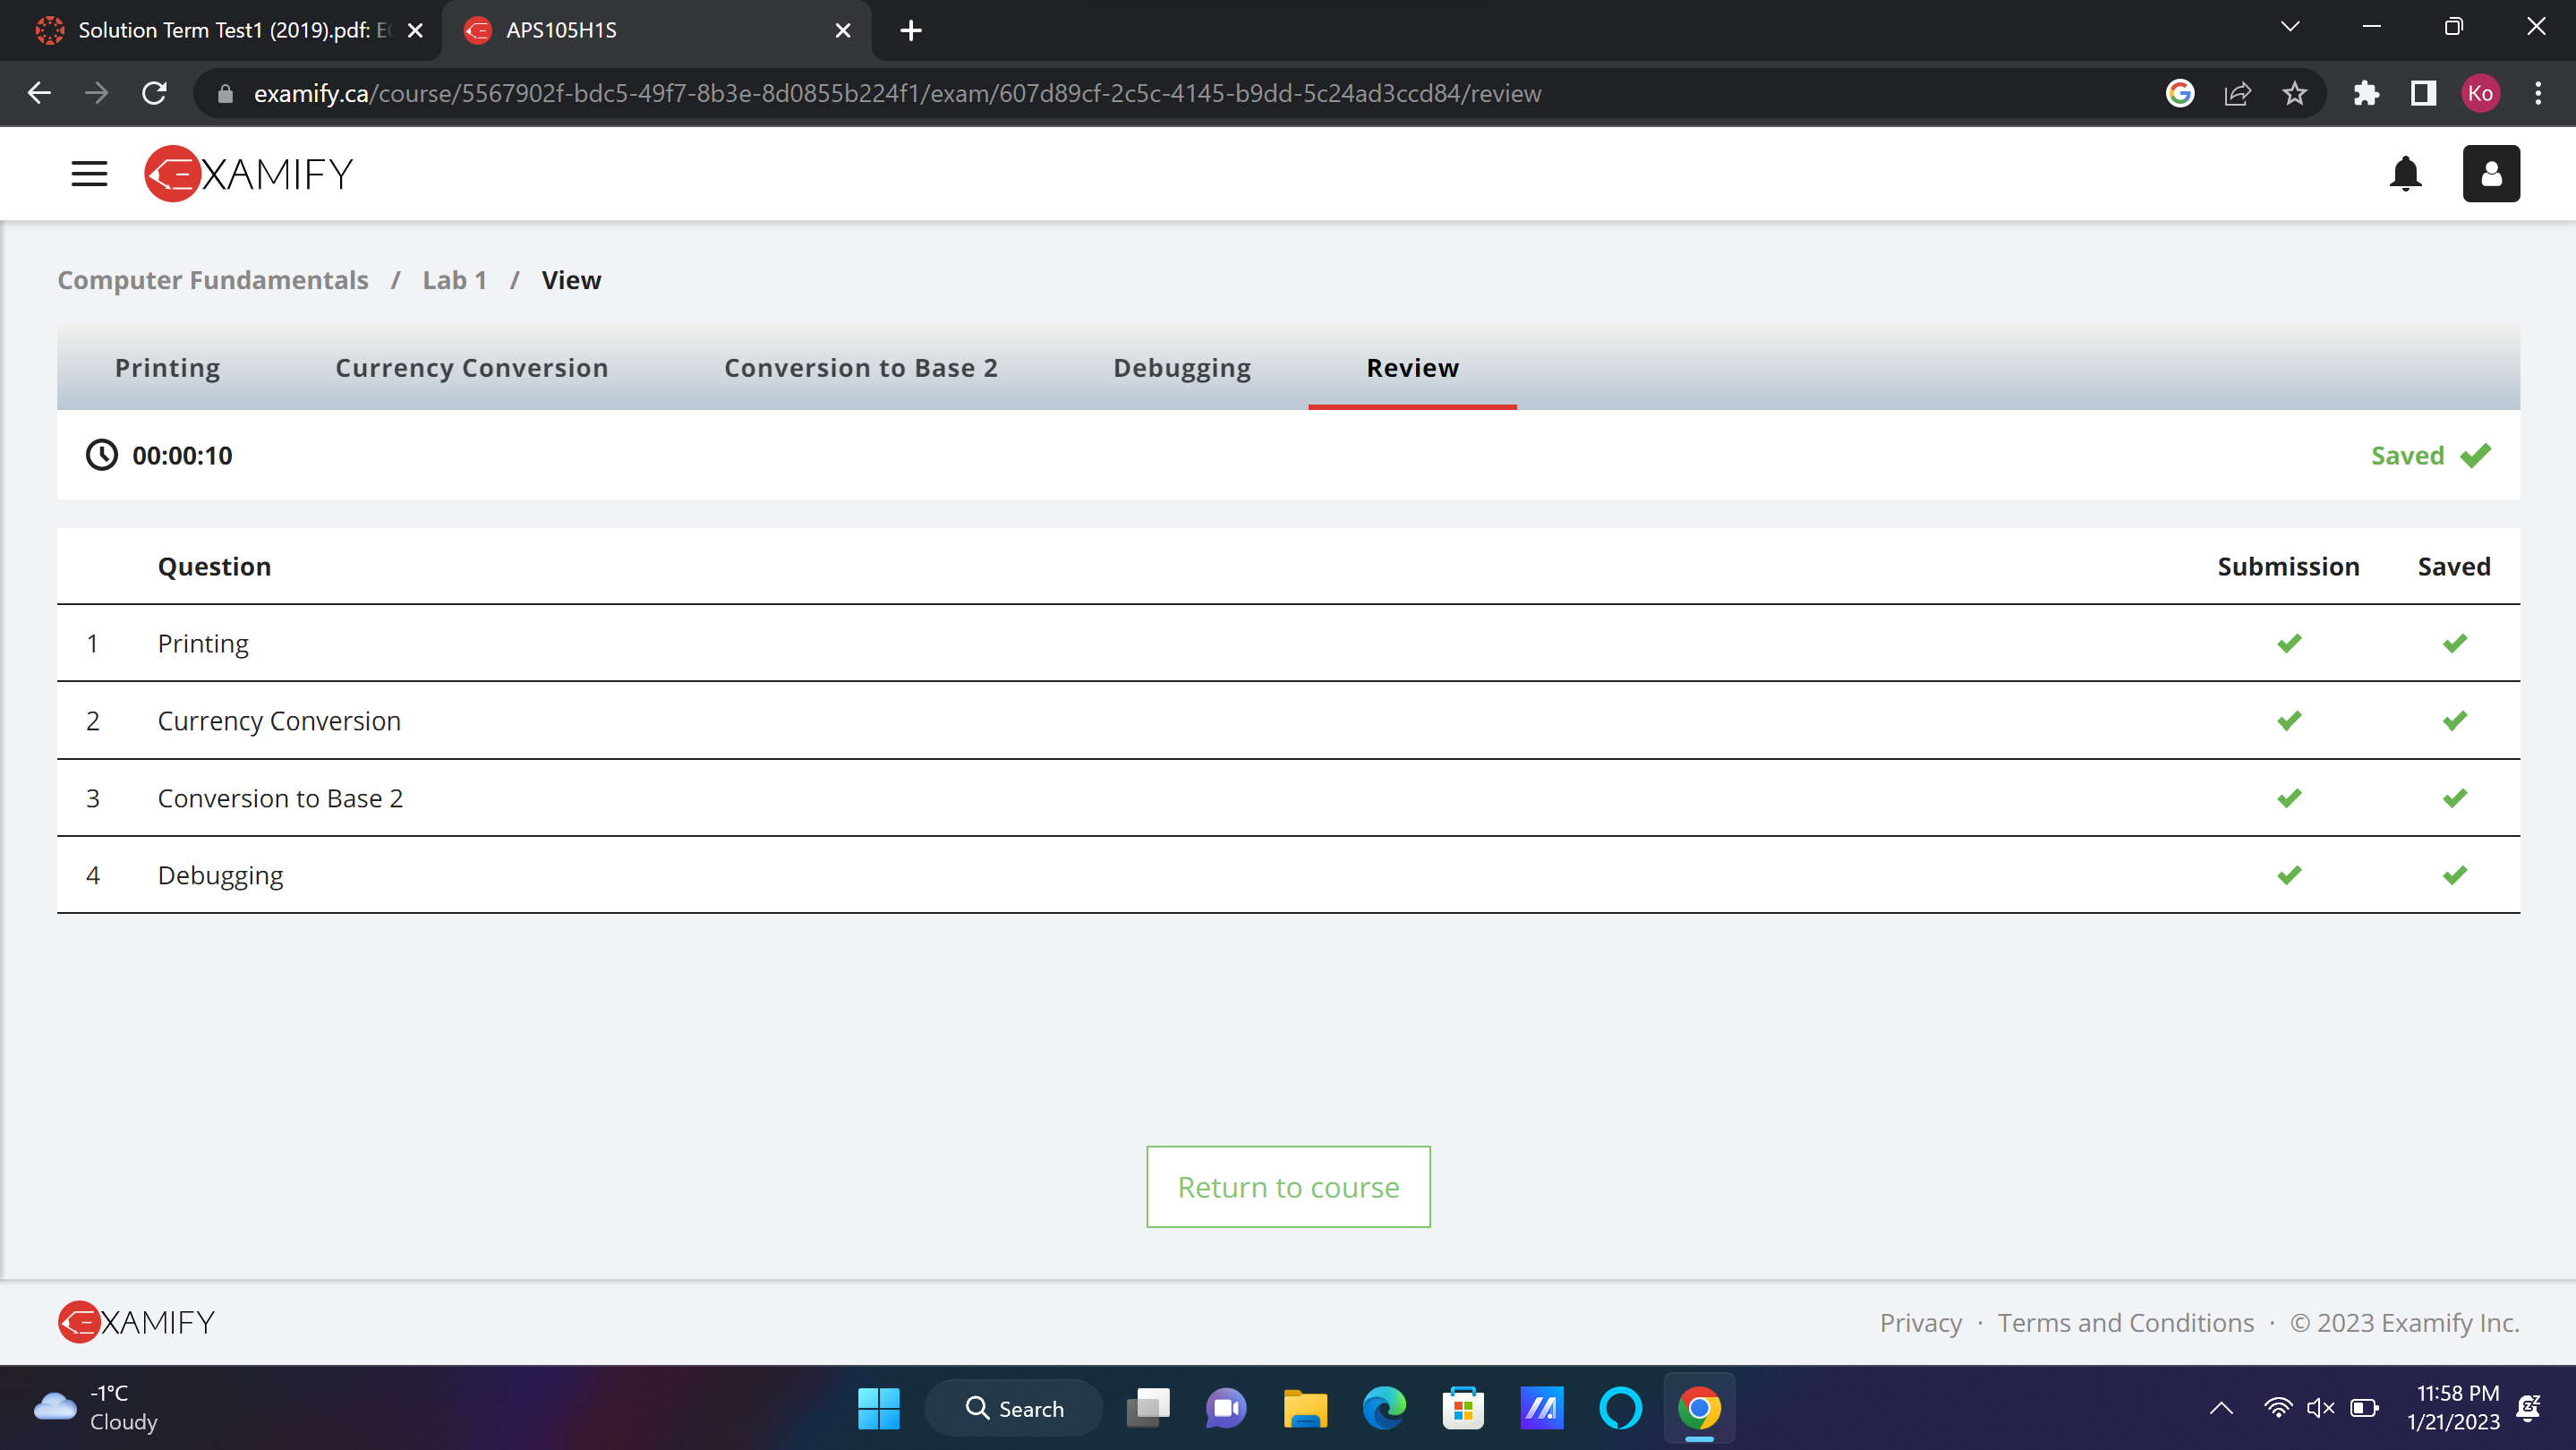 Solution Term Test1 (2019).pdf: EC
APS105H1S
examify.ca/course/5567902f-bdc5-49f7-8b3e-8d0855b224f1/exam/607d89cf-2c5c-4145-b9dd-5c24ad3ccd84/review
Ko
EXAMIFY
Computer Fundamentals / Lab 1 / View
Printing Currency Conversion Conversion to Base 2 Debugging Review
00:00:10 Saved
Question Submission Saved
1 Printing
2 Currency Conversion
3 Conversion to Base 2
4 Debugging
Return to course
EXAMIFY
Privacy · Terms and Conditions · © 2023 Examify Inc.
-1°C
Cloudy
Search
11:58 PM
1/21/2023